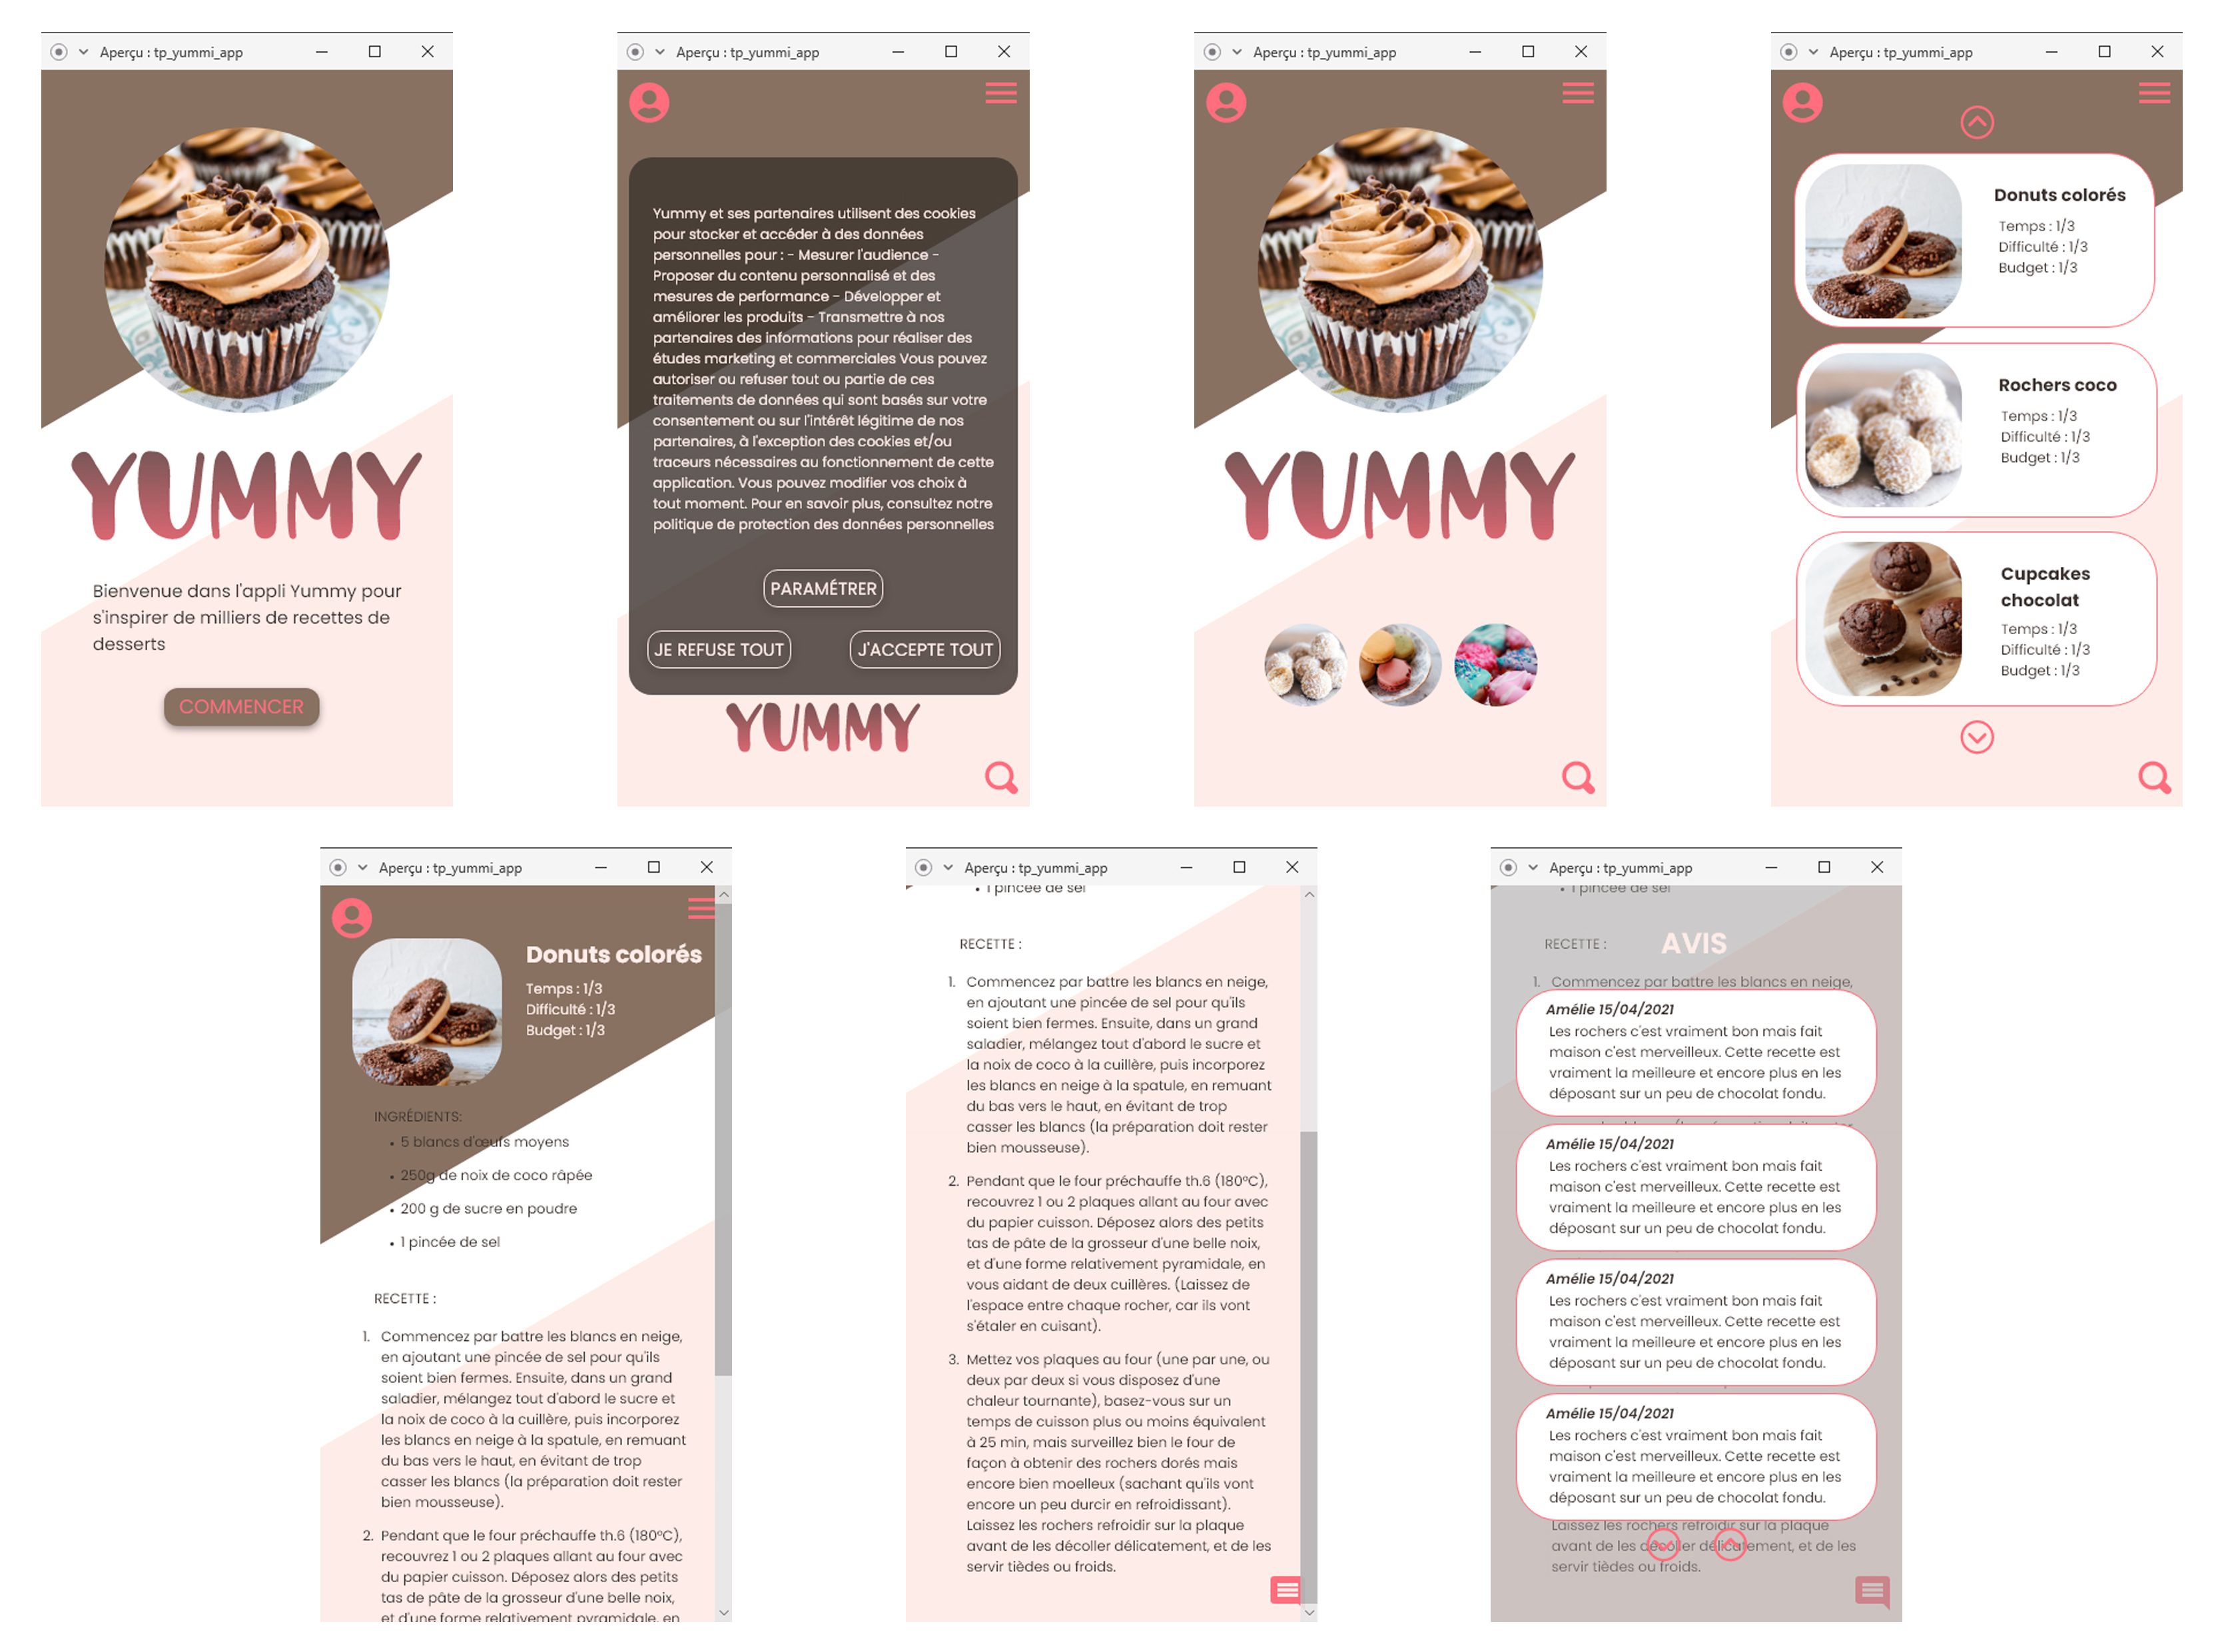 Aperçu : tp_yummi_app
YUMMY
Bienvenue dans l'appli Yummy pour
s'inspirer de milliers de recettes de
desserts
COMMENCER
Aperçu : tp_yummi_app
Yummy et ses partenaires utilisent des cookies
pour stocker et accéder à des données
personnelles pour : - Mesurer l'audience -
Proposer du contenu personnalisé et des
mesures de performance - Développer et
améliorer les produits - Transmettre à nos
partenaires des informations pour réaliser des
études marketing et commerciales Vous pouvez
autoriser ou refuser tout ou partie de ces
traitements de données qui sont basés sur votre
consentement ou sur l'intérêt légitime de nos
partenaires, à l'exception des cookies et/ou
traceurs nécessaires au fonctionnement de cette
application. Vous pouvez modifier vos choix à
tout moment. Pour en savoir plus, consultez notre
politique de protection des données personnelles
PARAMÉTRER
JE REFUSE TOUT
J'ACCEPTE TOUT
YUMMY
Aperçu : tp_yummi_app
YUMMY
Aperçu : tp_yummi_app
Donuts colorés
Temps : 1/3
Difficulté : 1/3
Budget : 1/3
Rochers coco
Temps : 1/3
Difficulté : 1/3
Budget : 1/3
Cupcakes
chocolat
Temps : 1/3
Difficulté : 1/3
Budget : 1/3
Aperçu : tp_yummi_app
Donuts colorés
Temps : 1/3
Difficulté : 1/3
Budget : 1/3
INGRÉDIENTS:
• 5 blancs d'œufs moyens
• 250g de noix de coco râpée
• 200 g de sucre en poudre
• 1 pincée de sel
RECETTE :
1. Commencez par battre les blancs en neige,
en ajoutant une pincée de sel pour qu'ils
soient bien fermes. Ensuite, dans un grand
saladier, mélangez tout d'abord le sucre et
la noix de coco à la cuillère, puis incorporez
les blancs en neige à la spatule, en remuant
du bas vers le haut, en évitant de trop
casser les blancs (la préparation doit rester
bien mousseuse).
2. Pendant que le four préchauffe th.6 (180°C),
recouvrez 1 ou 2 plaques allant au four avec
du papier cuisson. Déposez alors des petits
tas de pâte de la grosseur d'une belle noix,
et d'une forme relativement pyramidale, en
Aperçu : tp_yummi_app
• 1 pincée de sel
RECETTE :
1. Commencez par battre les blancs en neige,
en ajoutant une pincée de sel pour qu'ils
soient bien fermes. Ensuite, dans un grand
saladier, mélangez tout d'abord le sucre et
la noix de coco à la cuillère, puis incorporez
les blancs en neige à la spatule, en remuant
du bas vers le haut, en évitant de trop
casser les blancs (la préparation doit rester
bien mousseuse).
2. Pendant que le four préchauffe th.6 (180°C),
recouvrez 1 ou 2 plaques allant au four avec
du papier cuisson. Déposez alors des petits
tas de pâte de la grosseur d'une belle noix,
et d'une forme relativement pyramidale, en
vous aidant de deux cuillères. (Laissez de
l'espace entre chaque rocher, car ils vont
s'étaler en cuisant).
3. Mettez vos plaques au four (une par une, ou
deux par deux si vous disposez d'une
chaleur tournante), basez-vous sur un
temps de cuisson plus ou moins équivalent
à 25 min, mais surveillez bien le four de
façon à obtenir des rochers dorés mais
encore bien moelleux (sachant qu'ils vont
encore un peu durcir en refroidissant).
Laissez les rochers refroidir sur la plaque
avant de les décoller délicatement, et de les
servir tièdes ou froids.
Aperçu : tp_yummi_app
• 1 pincée de sel
RECETTE :
AVIS
1. Commencez par battre les blancs en neige,
Amélie 15/04/2021
Les rochers c'est vraiment bon mais fait
maison c'est merveilleux. Cette recette est
vraiment la meilleure et encore plus en les
déposant sur un peu de chocolat fondu.
Amélie 15/04/2021
Les rochers c'est vraiment bon mais fait
maison c'est merveilleux. Cette recette est
vraiment la meilleure et encore plus en les
déposant sur un peu de chocolat fondu.
Amélie 15/04/2021
Les rochers c'est vraiment bon mais fait
maison c'est merveilleux. Cette recette est
vraiment la meilleure et encore plus en les
déposant sur un peu de chocolat fondu.
Amélie 15/04/2021
Les rochers c'est vraiment bon mais fait
maison c'est merveilleux. Cette recette est
vraiment la meilleure et encore plus en les
déposant sur un peu de chocolat fondu.
Laissez les rochers refroidir sur la plaque
avant de les décoller délicatement, et de les
servir tièdes ou froids.